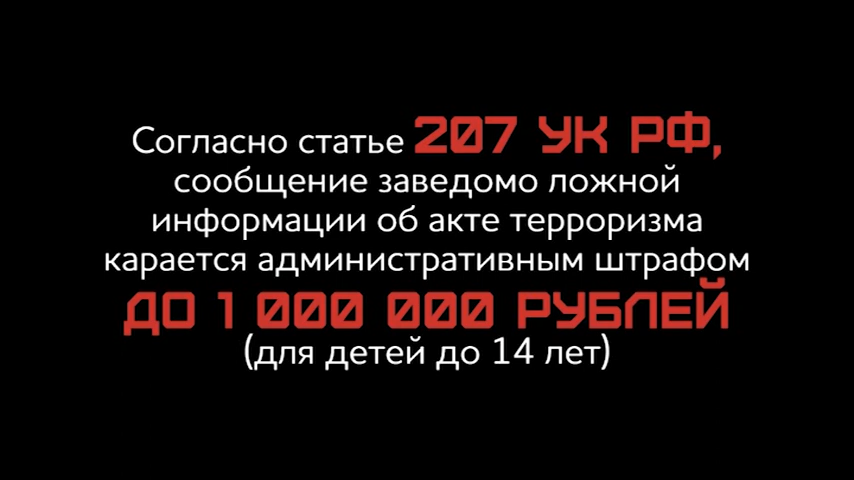 Согласно статье 207 УК РФ,
сообщение заведомо ложной
информации об акте терроризма
карается административным штрафом
ДО 1 000 000 РУБЛЕЙ
(для детей до 14 лет)